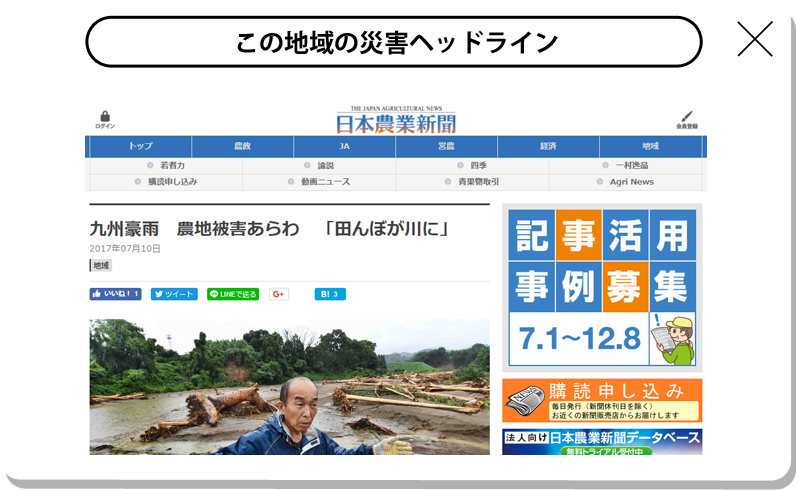 この地域の災害ヘッドライン
ログイン
THE JAPAN AGRICULTURAL NEWS
日本農業新聞
会員登録
トップ 農政 JA 営農 経済 地域
若者力 論説 四季 一村逸品
購読申し込み 動画ニュース 青果物取引 Agri News
九州豪雨 農地被害あらわ 「田んぼが川に」
2017年07月10日
地域
いいね! 1 ツイート LINEで送る G+ B! 3
記事活用
事例募集
7.1〜12.8
購読申し込み
毎日発行（新聞休刊日を除く）
お近くの新聞販売店からお届けします
法人向け 日本農業新聞データベース
無料トライアル受付中